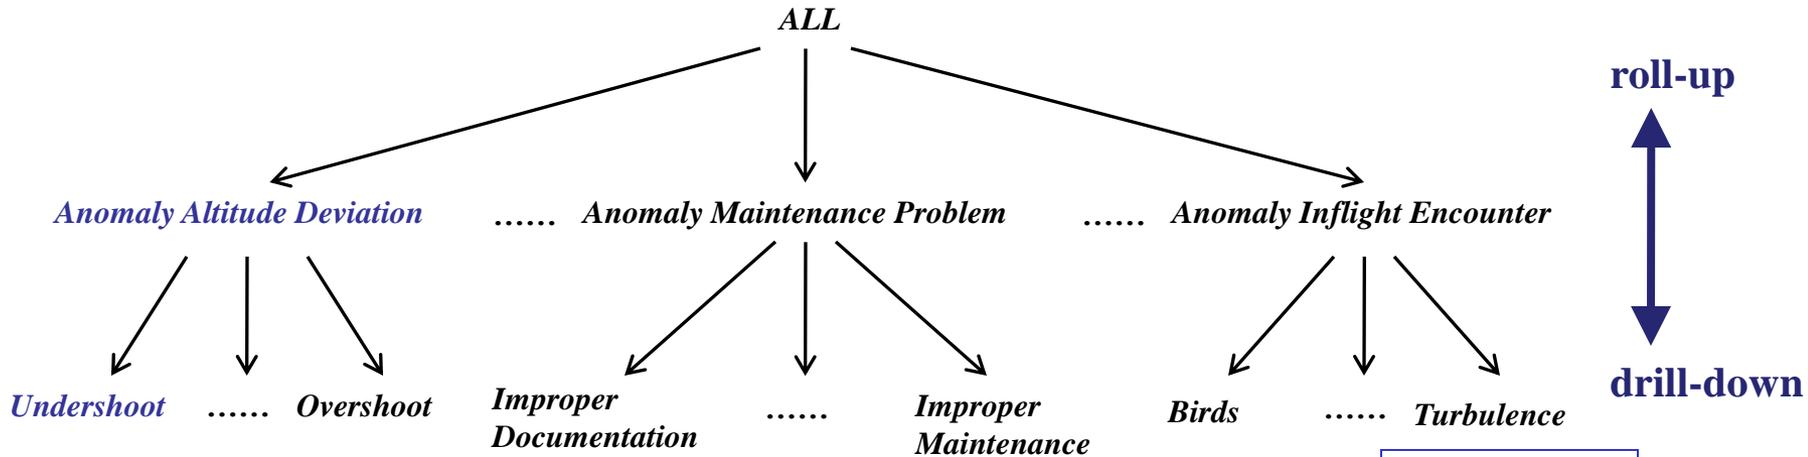 ALL
roll-up
Anomaly Altitude Deviation ...... Anomaly Maintenance Problem ...... Anomaly Inflight Encounter
drill-down
Undershoot ...... Overshoot
Improper
Documentation
......
Improper
Maintenance
Birds ...... Turbulence